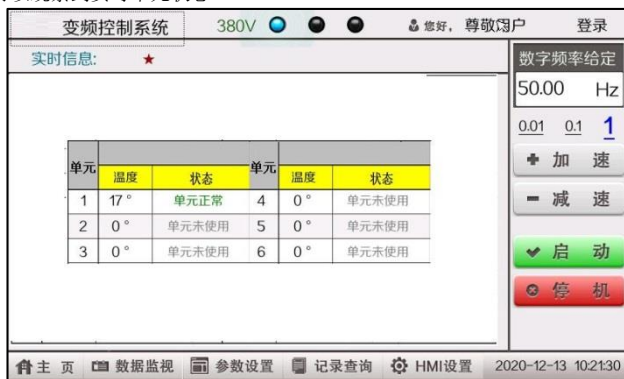 变频控制系统 380V 您好, 尊敬 户 登录
实时信息: ★
数字频率给定
50.00 Hz
0.01 0.1 1
加 速
减 速
启 动
停 机
单元 单元
温度 状态 温度 状态
1 17 ° 单元正常 4 0 ° 单元未使用
2 0 ° 单元未使用 5 0 ° 单元未使用
3 0 ° 单元未使用 6 0 ° 单元未使用
主 页 数据监视 参数设置 记录查询 HMI设置 2020-12-13 10:21:30